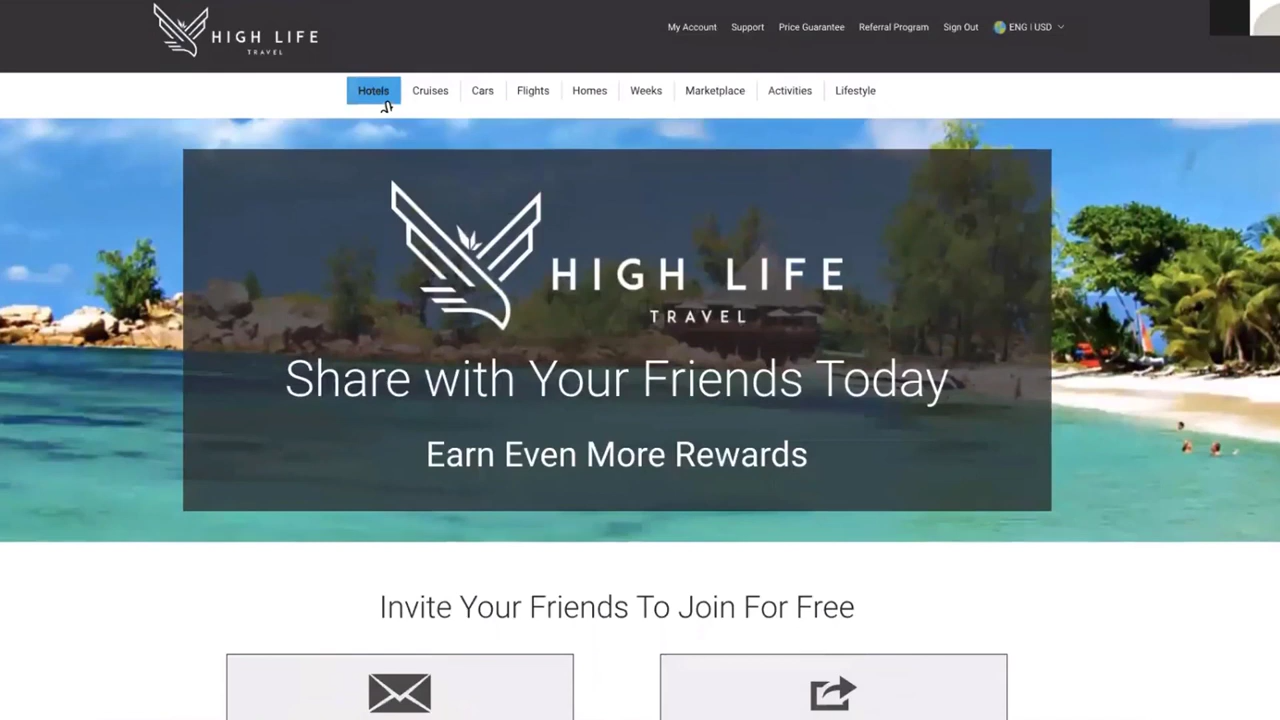 HIGH LIFE
TRAVEL
My Account Support Price Guarantee Referral Program Sign Out ENG | USD
Hotels Cruises Cars Flights Homes Weeks Marketplace Activities Lifestyle
HIGH LIFE
TRAVEL
Share with Your Friends Today
Earn Even More Rewards
Invite Your Friends To Join For Free